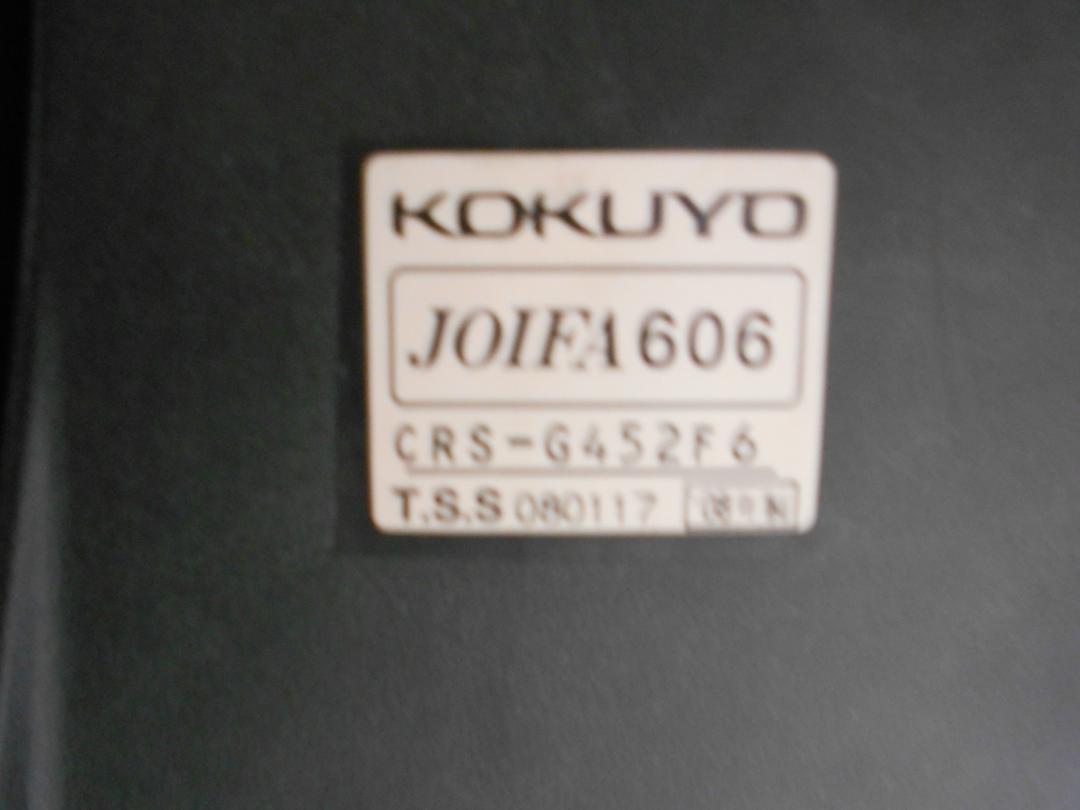 KOKUYO
JOIFA 606
CRS-G452F6
T.S.S 080117